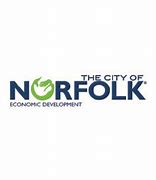 THE CITY OF
NORFOLK®
ECONOMIC DEVELOPMENT